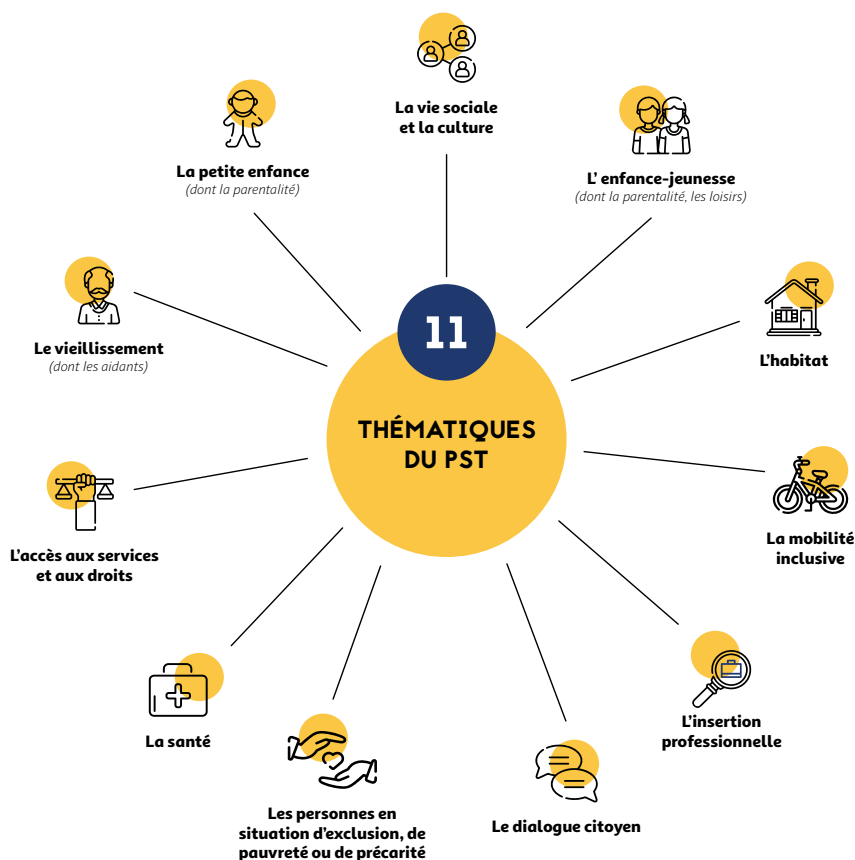 La vie sociale
et la culture
La petite enfance
(dont la parentalité)
L' enfance-jeunesse
(dont la parentalité, les loisirs)
Le vieillissement
(dont les aidants)
11
THÉMATIQUES
DU PST
L'habitat
L'accès aux services
et aux droits
La mobilité
inclusive
La santé
L'insertion
professionnelle
Les personnes en
situation d'exclusion, de
pauvreté ou de précarité
Le dialogue citoyen